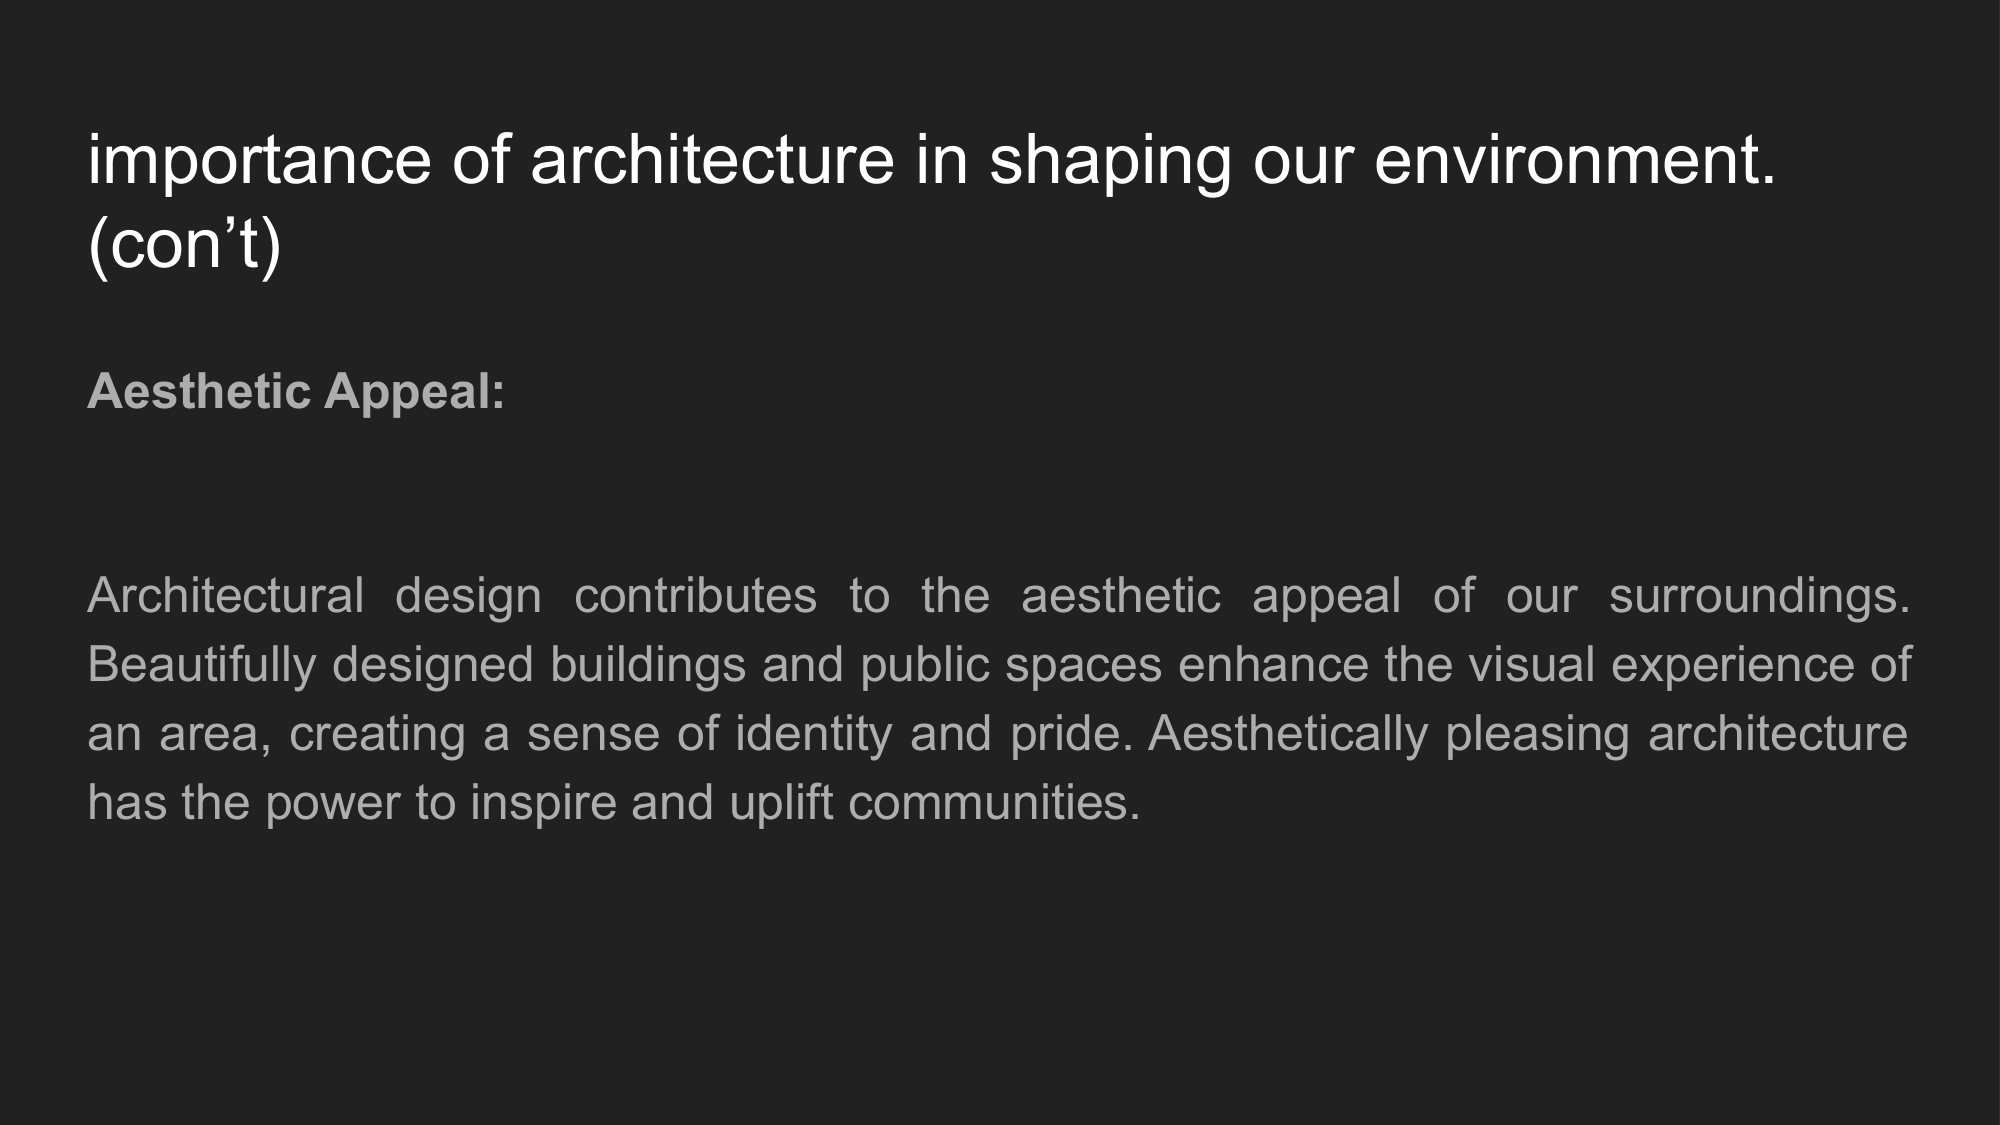 importance of architecture in shaping our environment.
(con’t)
Aesthetic Appeal:
Architectural design contributes to the aesthetic appeal of our surroundings.
Beautifully designed buildings and public spaces enhance the visual experience of
an area, creating a sense of identity and pride. Aesthetically pleasing architecture
has the power to inspire and uplift communities.